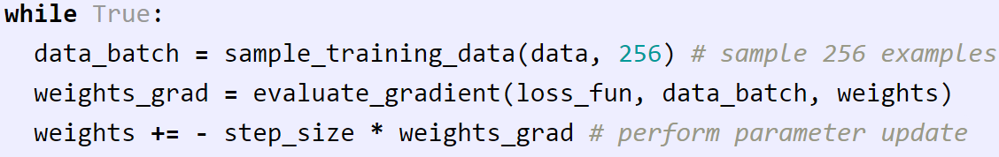 while True:
  data_batch = sample_training_data(data, 256) # sample 256 examples
  weights_grad = evaluate_gradient(loss_fun, data_batch, weights)
  weights += - step_size * weights_grad # perform parameter update